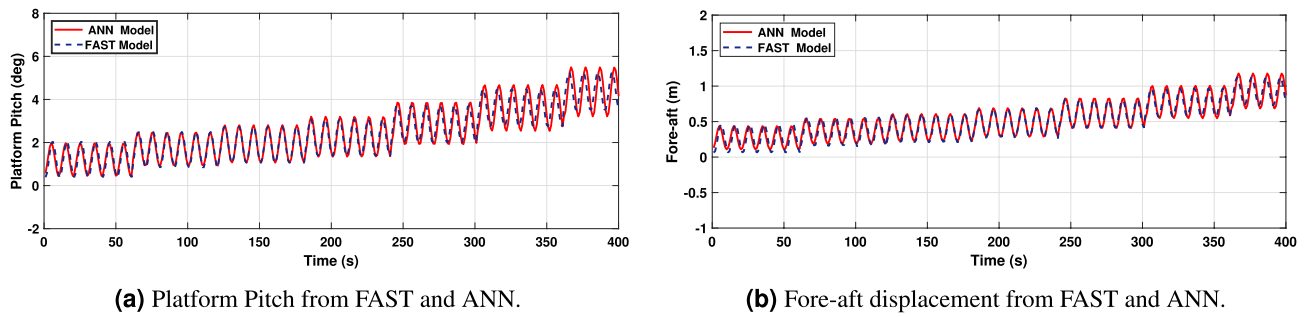 8
6
4
2
0
-2
Platform Pitch (deg)
ANN Model
FAST Model
0 50 100 150 200 250 300 350 400
Time (s)
(a) Platform Pitch from FAST and ANN.
2
1.5
1
0.5
0
-0.5
-1
Fore-aft (m)
ANN Model
FAST Model
0 50 100 150 200 250 300 350 400
Time (s)
(b) Fore-aft displacement from FAST and ANN.